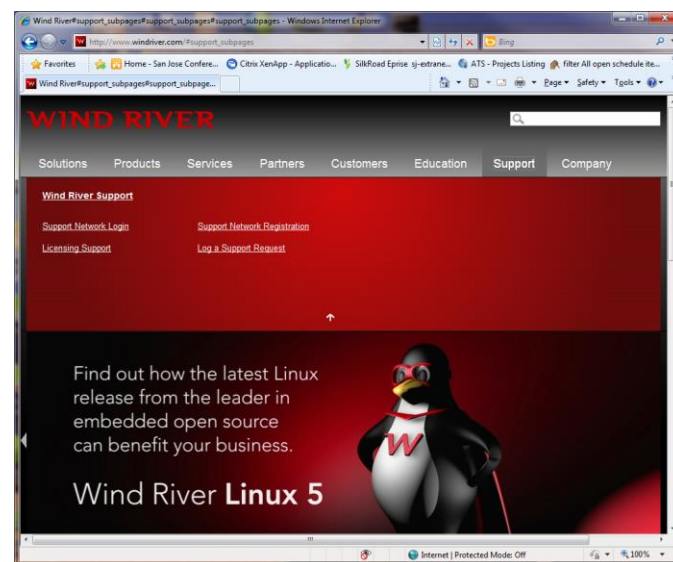 Wind River#support_subpages#support_subpages#support_subpages - Windows Internet Explorer
http://www.windriver.com/#support_subpages
Bing
Favorites Home - San Jose Confere... Citrix XenApp - Applicatio... SilkRoad Eprise sj-extrane... ATS - Projects Listing filter All open schedule ite...
Wind River#support_subpages#support_subpage...
Page Safety Tools
WIND RIVER
Solutions Products Services Partners Customers Education Support Company
Wind River Support
Support Network Login Support Network Registration
Licensing Support Log a Support Request
Find out how the latest Linux
release from the leader in
embedded open source
can benefit your business.
W
Wind River Linux 5
Internet | Protected Mode: Off 100%